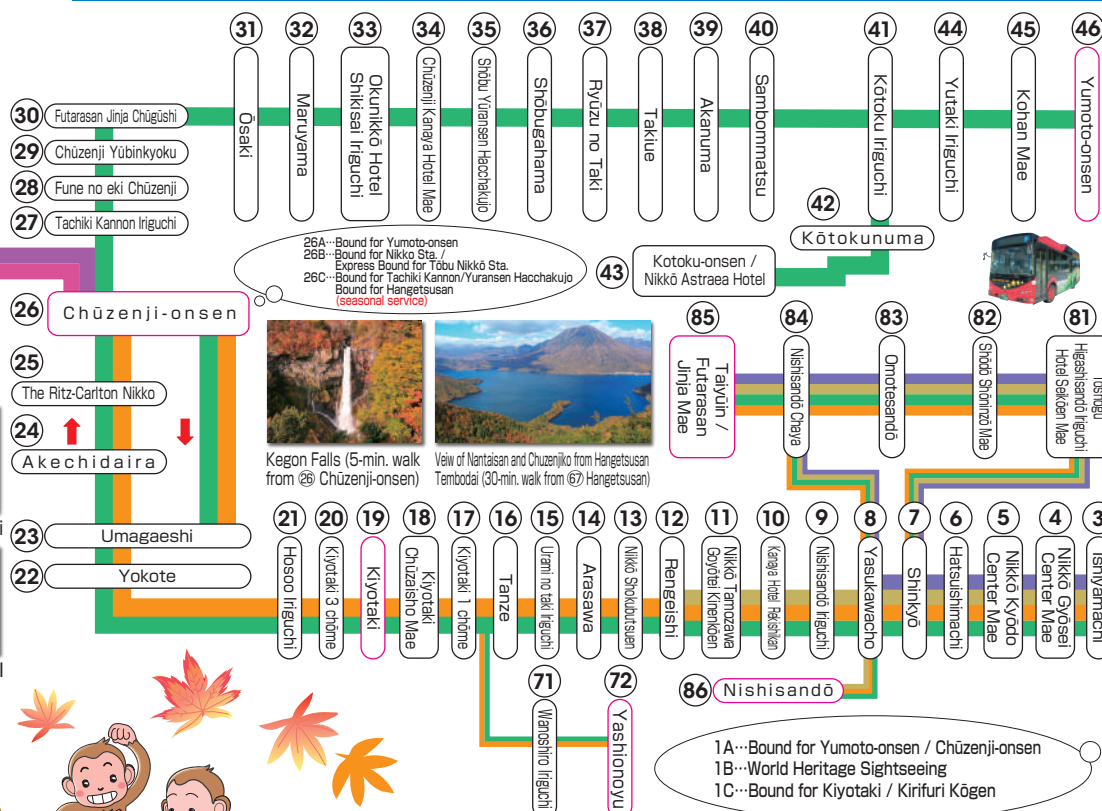 31
Ōsaki
32
Maruyama
33
Okunikkō Hotel
Shikisai Iriguchi
34
Chūzenji Kanaya Hotel Mae
35
Shōbu Yūransen Hacchakujo
36
Shōbugahama
37
Ryūzu no Taki
38
Takiue
39
Akanuma
40
Sambommatsu
41
Kōtoku Iriguchi
44
Yutaki Iriguchi
45
Kohan Mae
46
Yumoto-onsen
30
Futarasan Jinja Chūgūshi
29
Chūzenji Yūbinkyoku
28
Fune no eki Chūzenji
27
Tachiki Kannon Iriguchi
42
Kōtokunuma
43
Kotoku-onsen /
Nikkō Astraea Hotel
26A…Bound for Yumoto-onsen
26B…Bound for Nikko Sta. /
Express Bound for Tōbu Nikkō Sta.
26C…Bound for Tachiki Kannon/Yuransen Hacchakujo
Bound for Hangetsusan
(seasonal service)
26
Chūzenji-onsen
25
The Ritz-Carlton Nikko
24
Akechidaira
23
Umagaeshi
22
Yokote
Kegon Falls (5-min. walk
from ㉖ Chūzenji-onsen)
Veiw of Nantaisan and Chuzenjiko from Hangetsusan
Tembodai (30-min. walk from 67 Hangetsusan)
85
Taiyūin /
Futarasan
Jinja Mae
84
Nishisandō Chaya
83
Omotesandō
82
Shōdō Shōninzō Mae
81
Higashisandō Iriguchi
Hotel Seikōen Mae
21
Hosoo Iriguchi
20
Kiyotaki 3 chōme
19
Kiyotaki
18
Kiyotaki
Chūzaisho Mae
17
Kiyotaki 1 chōme
16
Tanze
15
Urami no taki Iriguchi
14
Arasawa
13
Nikkō Shokubutsuen
12
Rengeishi
11
Nikkō Tamozawa
Goyōtei Kinenkōen
10
Kanaya Hotel Rekishikan
9
Nishisandō Iriguchi
8
Yasukawacho
7
Shinkyō
6
Hatsuishimachi
5
Nikkō Kyōdo
Center Mae
4
Nikkō Gyōsei
Center Mae
3
Ishiyamachi
71
Wanoshiro Iriguchi
72
Yashionoyu
86
Nishisandō
1A…Bound for Yumoto-onsen / Chūzenji-onsen
1B…World Heritage Sightseeing
1C…Bound for Kiyotaki / Kirifuri Kōgen